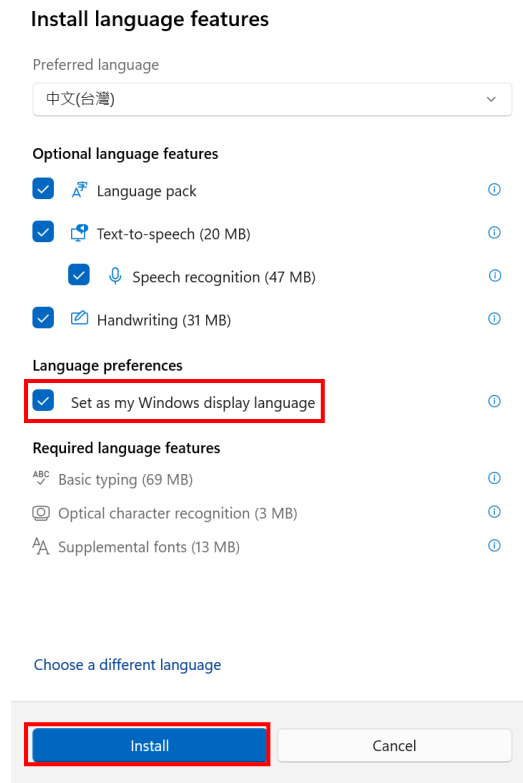 Install language features
Preferred language
中文(台灣)
Optional language features
Language pack
Text-to-speech (20 MB)
Speech recognition (47 MB)
Handwriting (31 MB)
Language preferences
Set as my Windows display language
Required language features
ABC Basic typing (69 MB)
Optical character recognition (3 MB)
Supplemental fonts (13 MB)
Choose a different language
Install Cancel